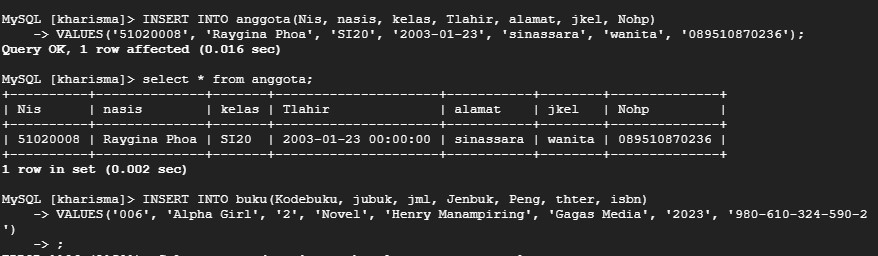 MySQL [kharisma]> INSERT INTO anggota(Nis, nasis, kelas, Tlahir, alamat, jkel, Nohp)
    -> VALUES('51020008', 'Raygina Phoa', 'SI20', '2003-01-23', 'sinassara', 'wanita', '089510870236');
Query OK, 1 row affected (0.016 sec)
MySQL [kharisma]> select * from anggota;
+----------+--------------+-------+---------------------+-----------+--------+--------------+
| Nis      | nasis        | kelas | Tlahir              | alamat    | jkel   | Nohp         |
+----------+--------------+-------+---------------------+-----------+--------+--------------+
| 51020008 | Raygina Phoa | SI20  | 2003-01-23 00:00:00 | sinassara | wanita | 089510870236 |
+----------+--------------+-------+---------------------+-----------+--------+--------------+
1 row in set (0.002 sec)
MySQL [kharisma]> INSERT INTO buku(Kodebuku, jubuk, jml, Jenbuk, Peng, thter, isbn)
    -> VALUES('006', 'Alpha Girl', '2', 'Novel', 'Henry Manampiring', 'Gagas Media', '2023', '980-610-324-590-2
')
    -> ;